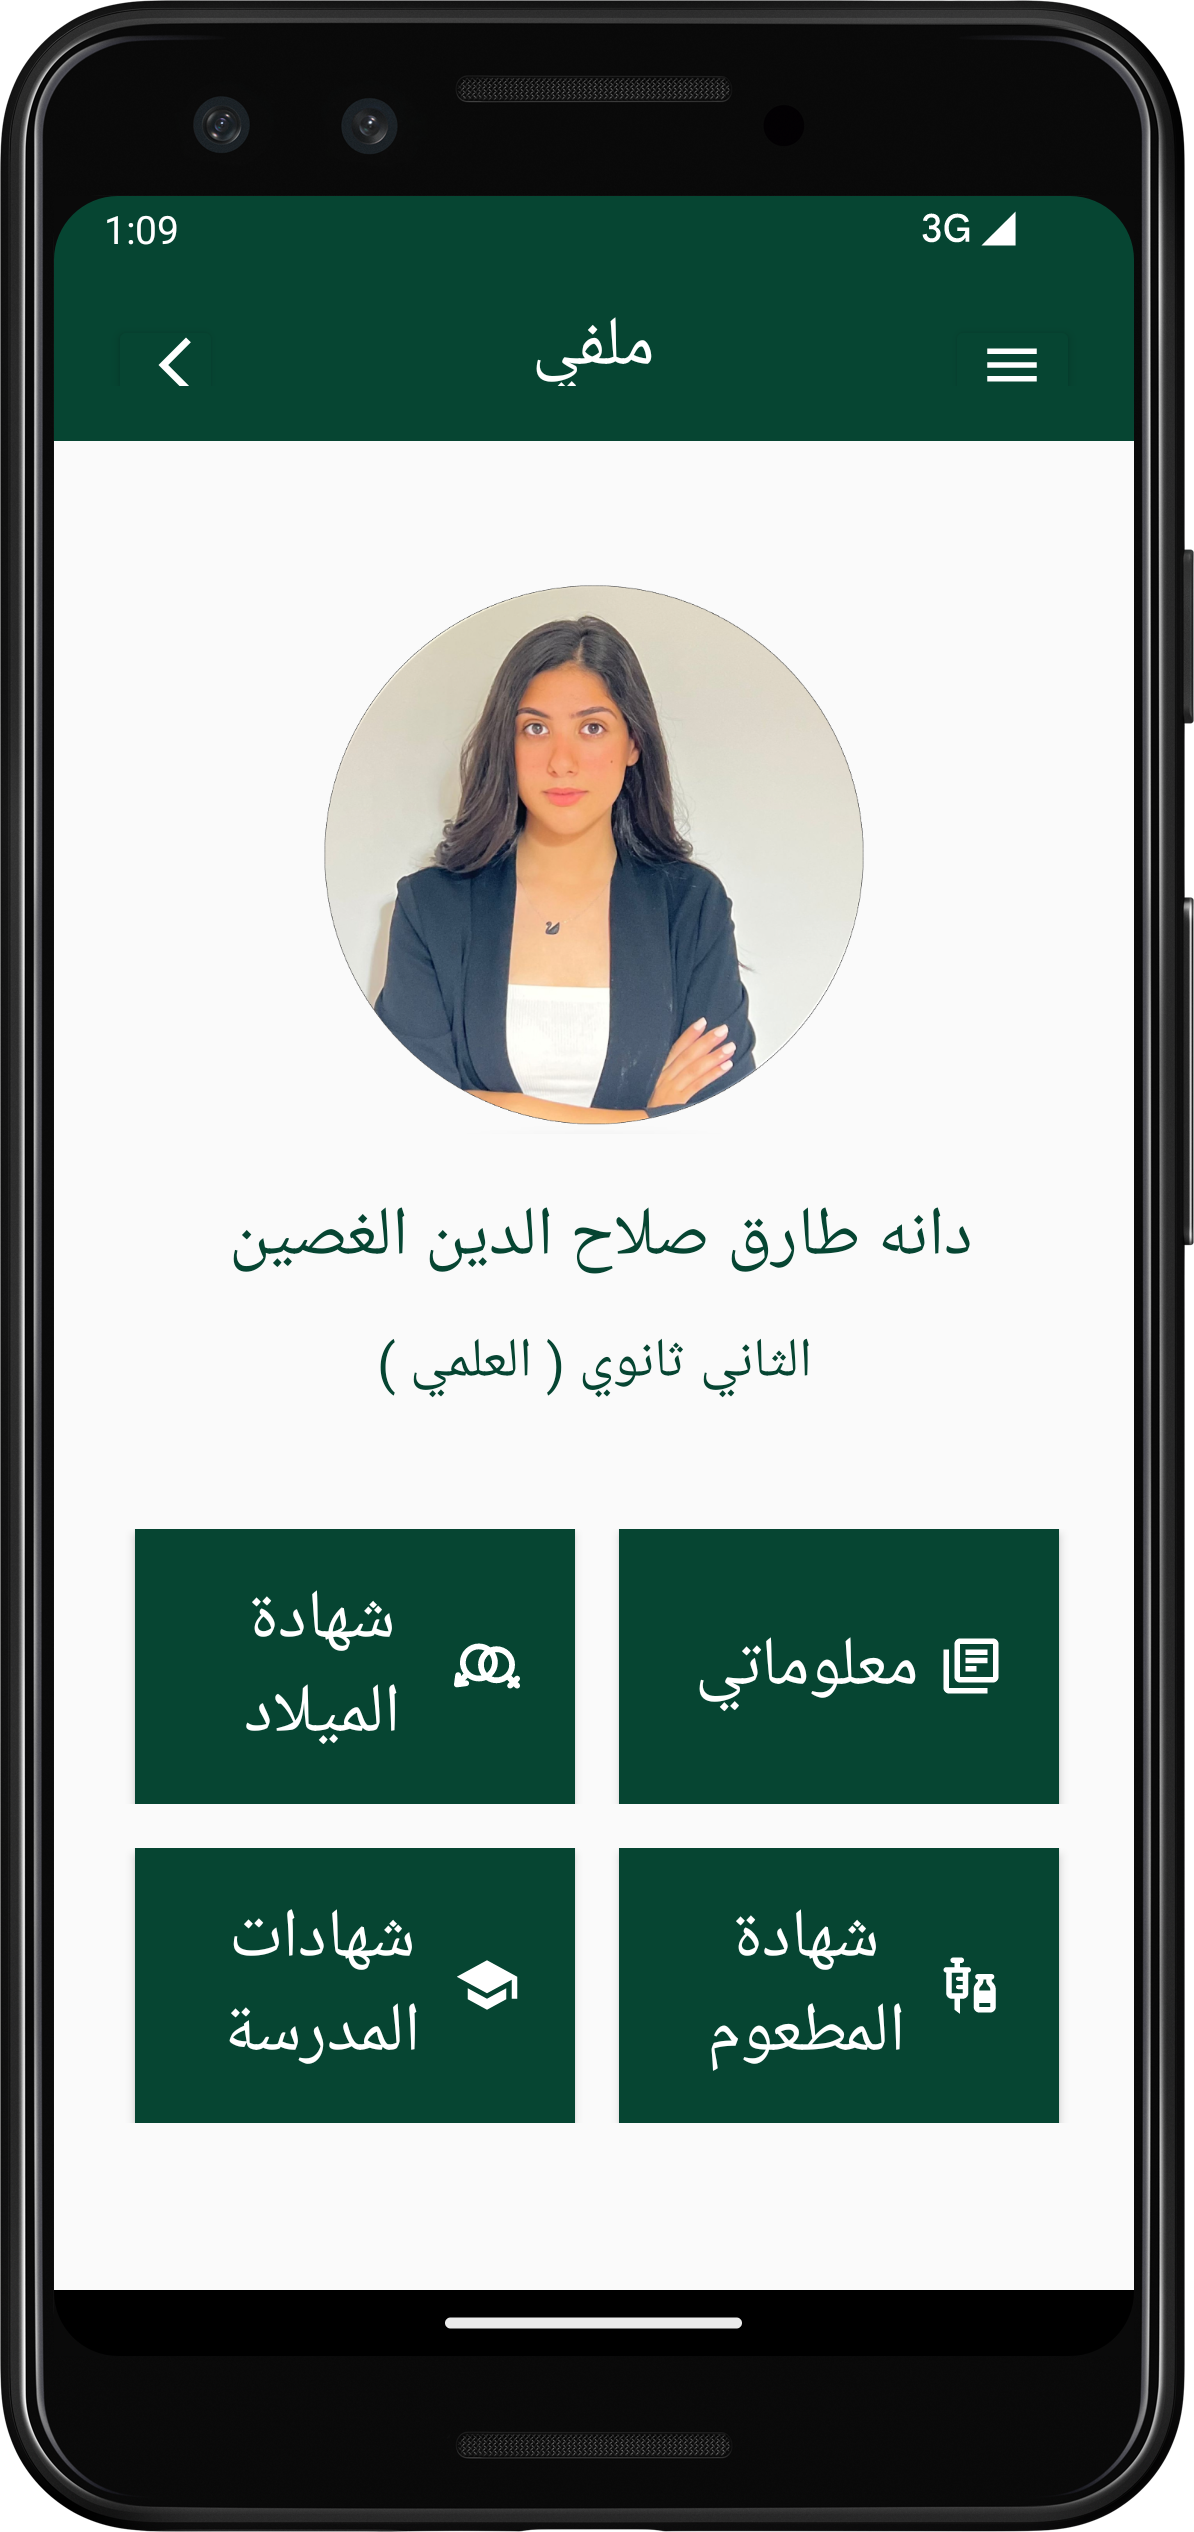 1:09 3G
ملفي
دانه طارق صلاح الدين الغصين
الثاني ثانوي ( العلمي )
معلوماتي
شهادة
الميلاد
شهادة
المطعوم
شهادات
المدرسة